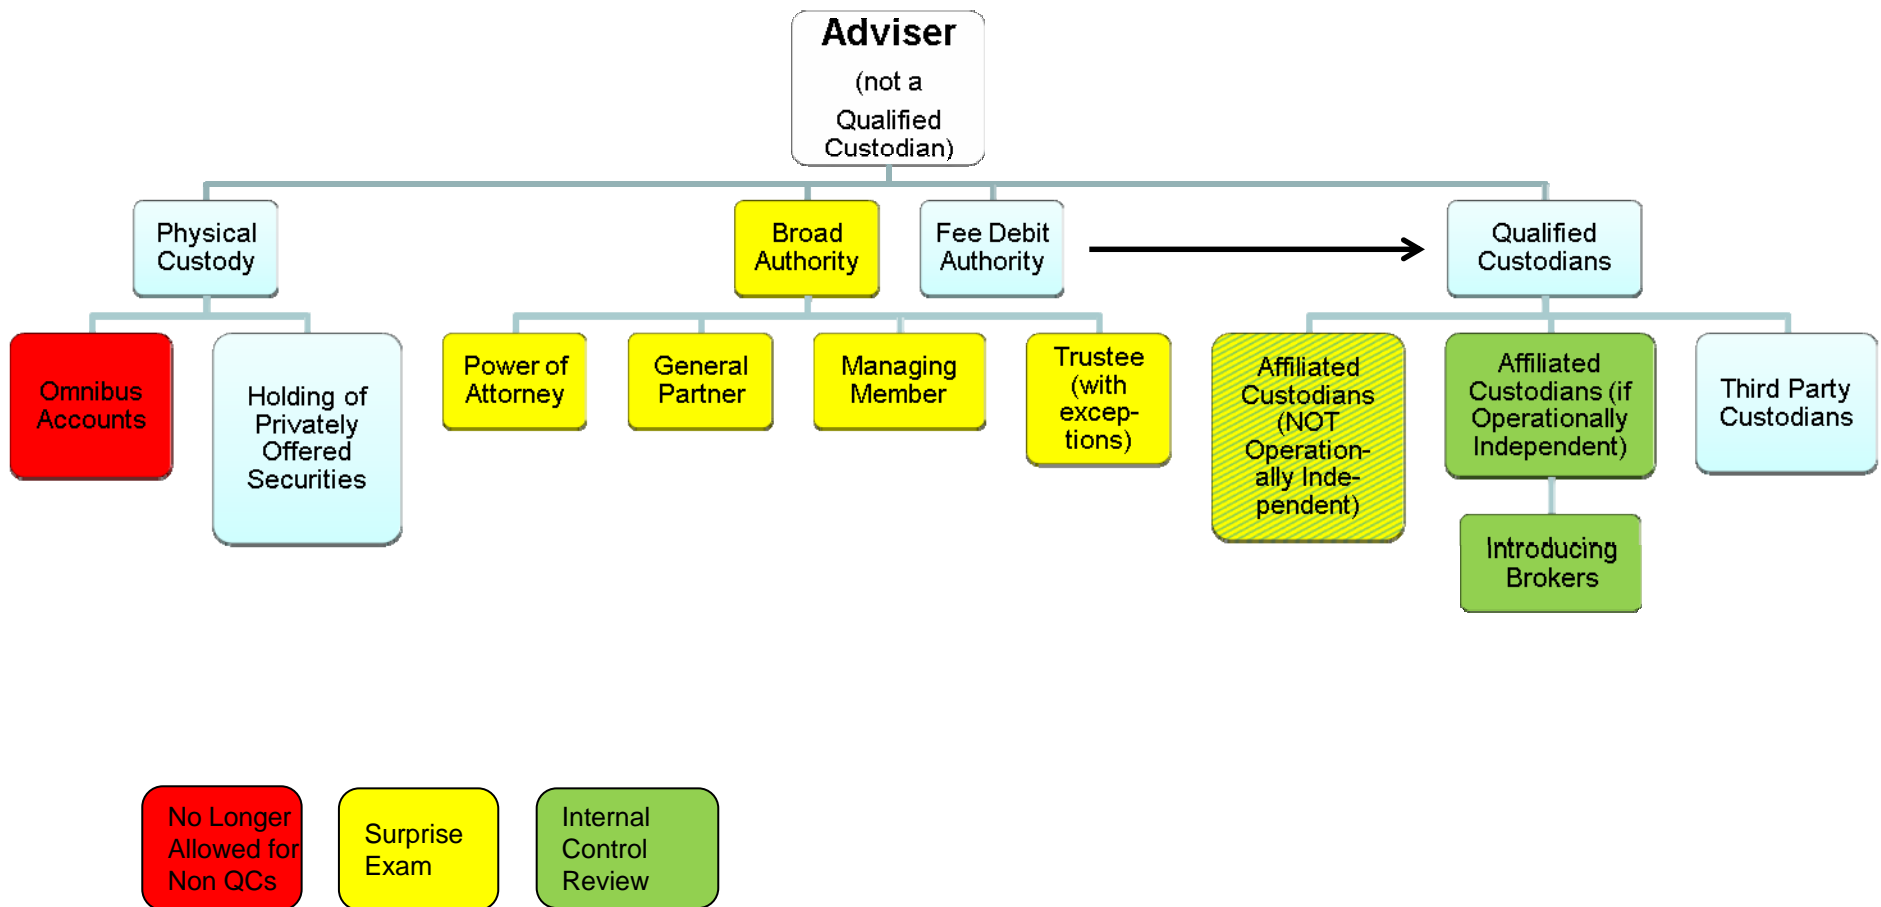 Adviser
(not a
Qualified
Custodian)
Physical
Custody
Broad
Authority
Fee Debit
Authority
Qualified
Custodians
Omnibus
Accounts
Holding of
Privately
Offered
Securities
Power of
Attorney
General
Partner
Managing
Member
Trustee
(with
excep-
tions)
Affiliated
Custodians
(NOT
Operation-
ally Inde-
pendent)
Affiliated
Custodians (if
Operationally
Independent)
Third Party
Custodians
Introducing
Brokers
No Longer
Allowed for
Non QCs
Surprise
Exam
Internal
Control
Review